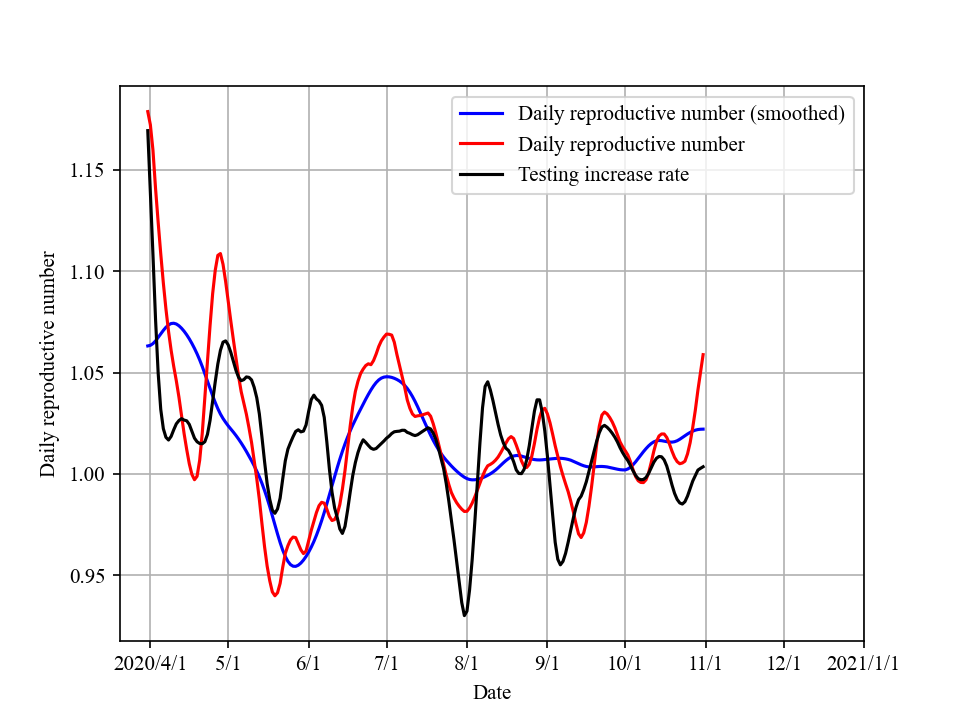 Daily reproductive number (smoothed)
Daily reproductive number
Testing increase rate
Daily reproductive number
1.15
1.10
1.05
1.00
0.95
2020/4/1 5/1 6/1 7/1 8/1 9/1 10/1 11/1 12/1 2021/1/1
Date